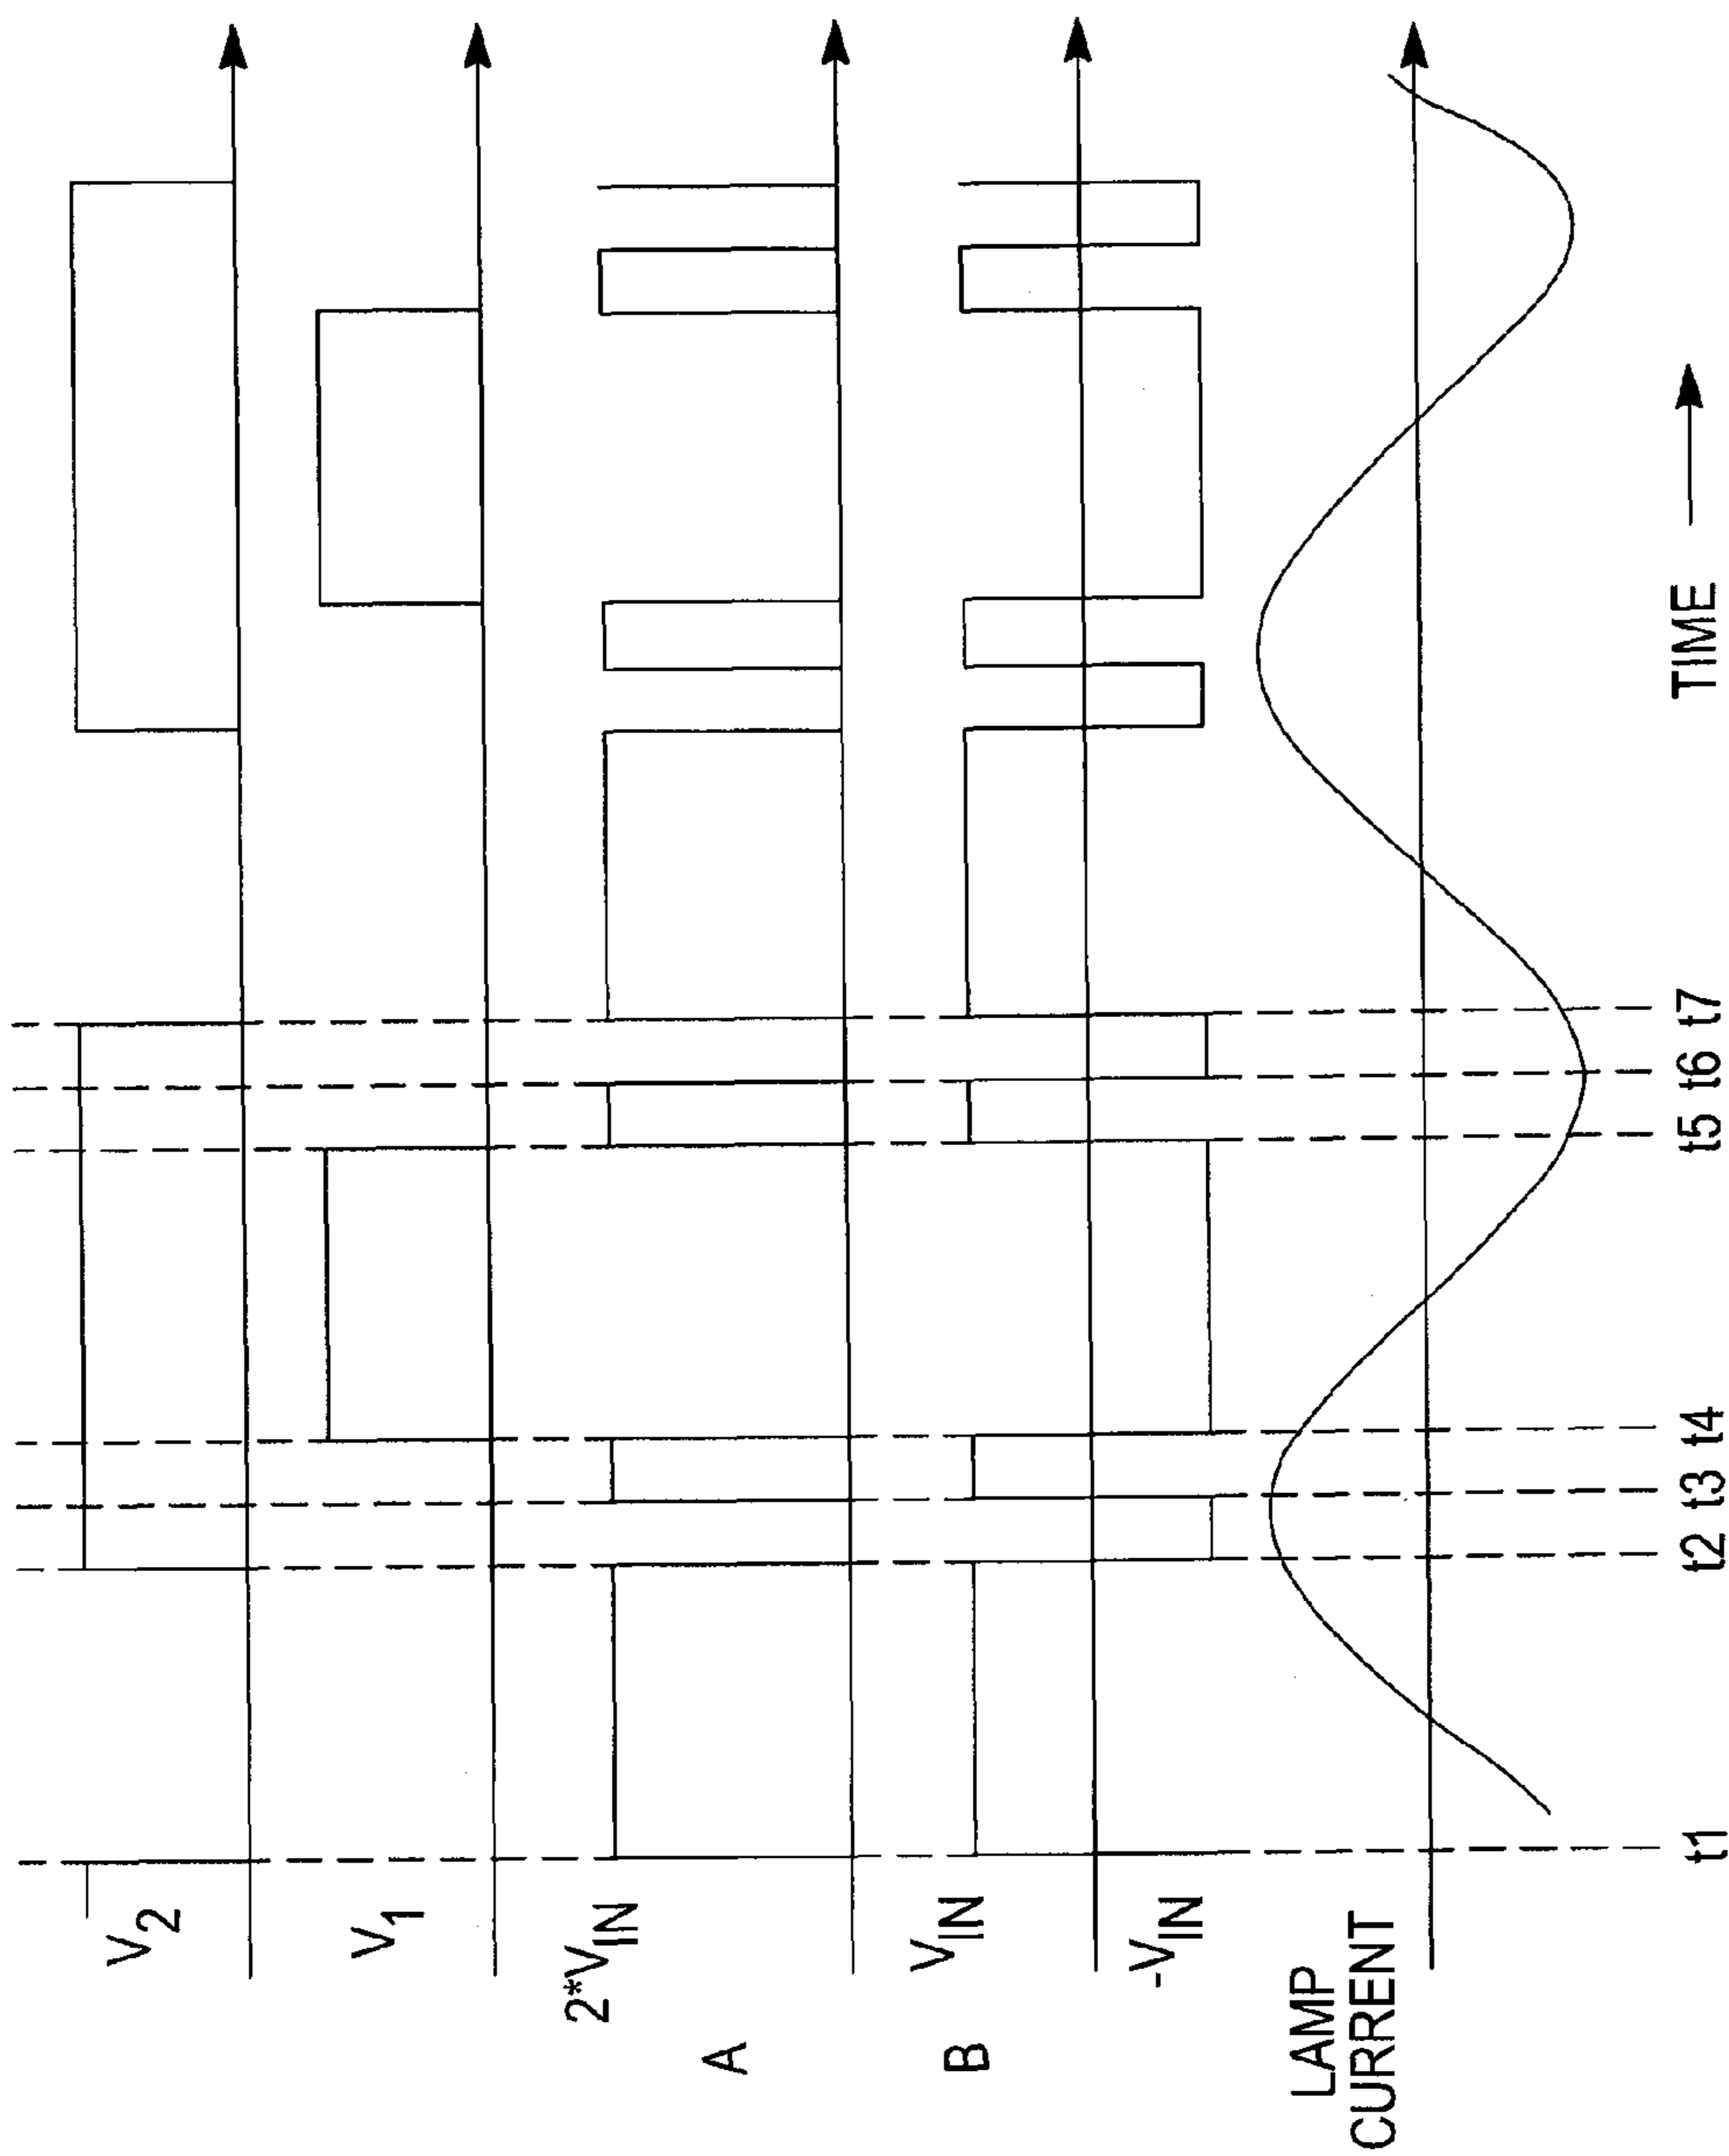 V2
V1
2*VIN
A
VIN
B
-VIN
LAMP
CURRENT
t1
t2
t3
t4
t5
t6
t7
TIME